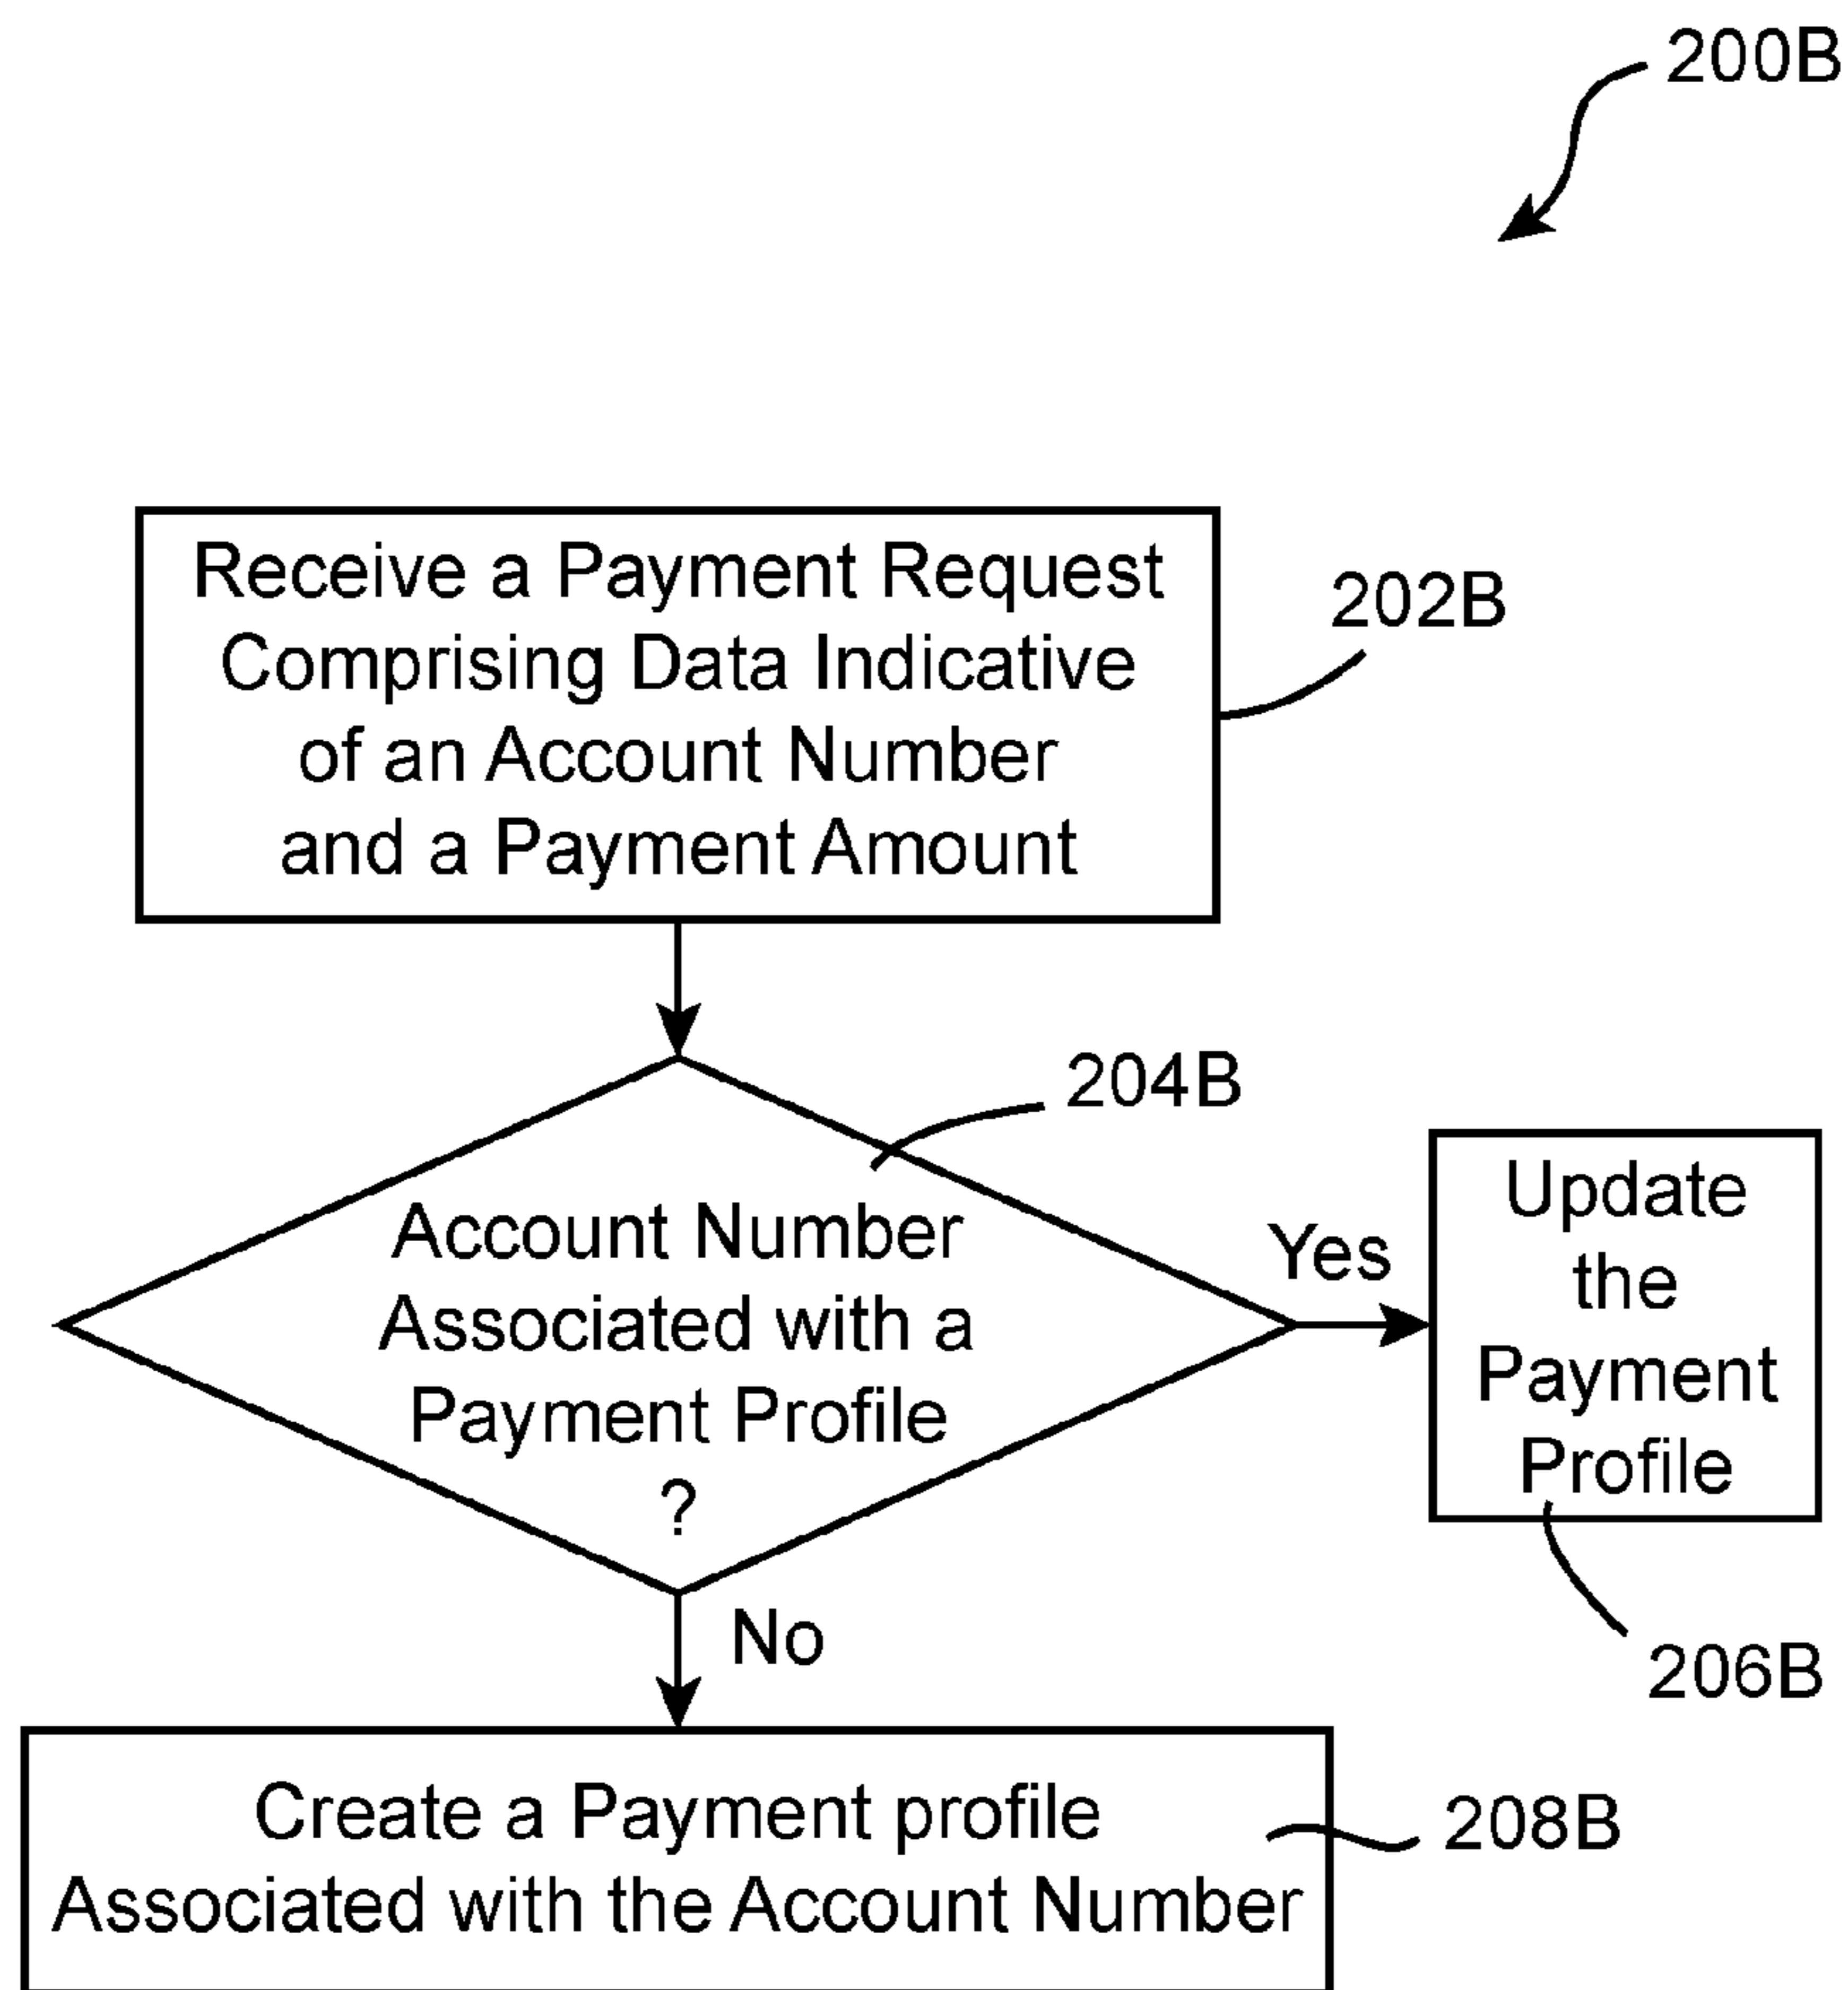 200B
Receive a Payment Request
Comprising Data Indicative
of an Account Number
and a Payment Amount
202B
204B
Account Number
Associated with a
Payment Profile
?
Yes
Update
the
Payment
Profile
206B
No
Create a Payment profile
Associated with the Account Number
208B